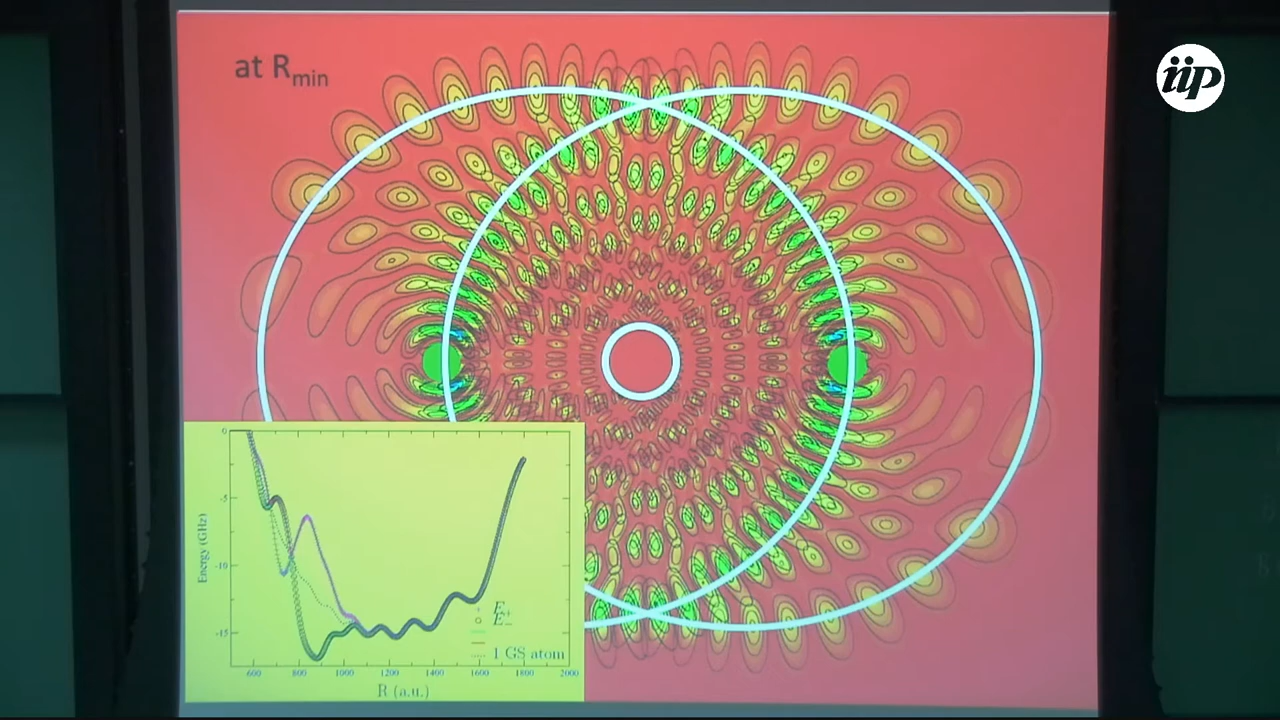 at Rmin
iip
0
-5
-10
-15
Energy (GHz)
E+
E-
1 GS atom
600 800 1000 1200 1400 1600 1800 2000
R (a.u.)